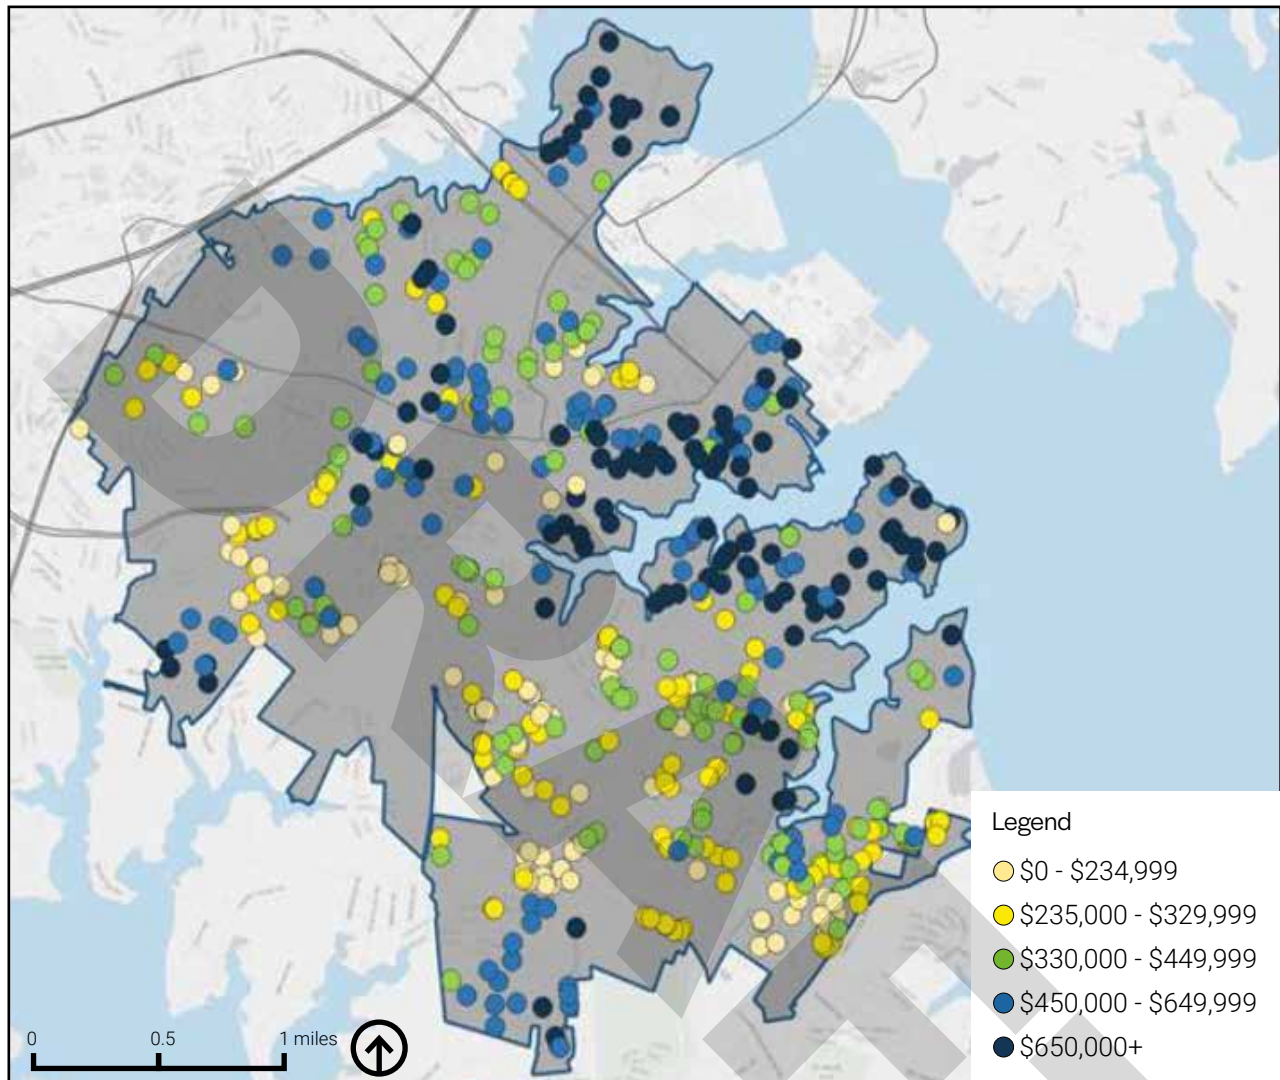 Legend
$0 - $234,999
$235,000 - $329,999
$330,000 - $449,999
$450,000 - $649,999
$650,000+
0 0.5 1 miles
DRAFT